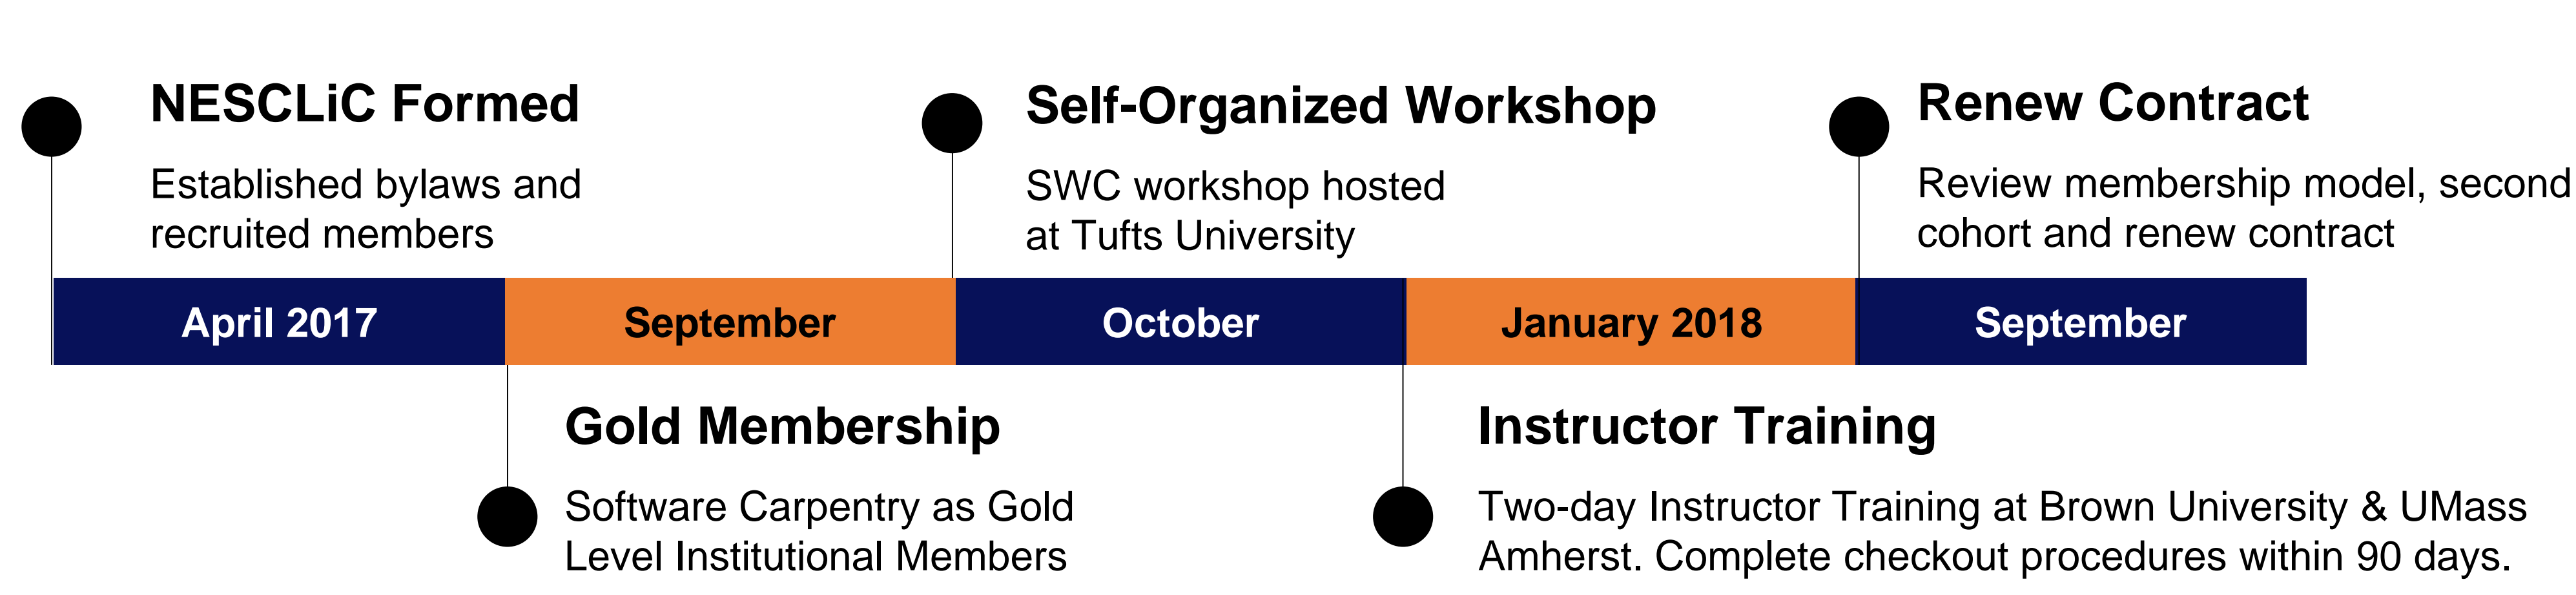 NESCLiC Formed
Established bylaws and
recruited members
Self-Organized Workshop
SWC workshop hosted
at Tufts University
Renew Contract
Review membership model, second
cohort and renew contract
April 2017
September
October
January 2018
September
Gold Membership
Software Carpentry as Gold
Level Institutional Members
Instructor Training
Two-day Instructor Training at Brown University & UMass
Amherst. Complete checkout procedures within 90 days.